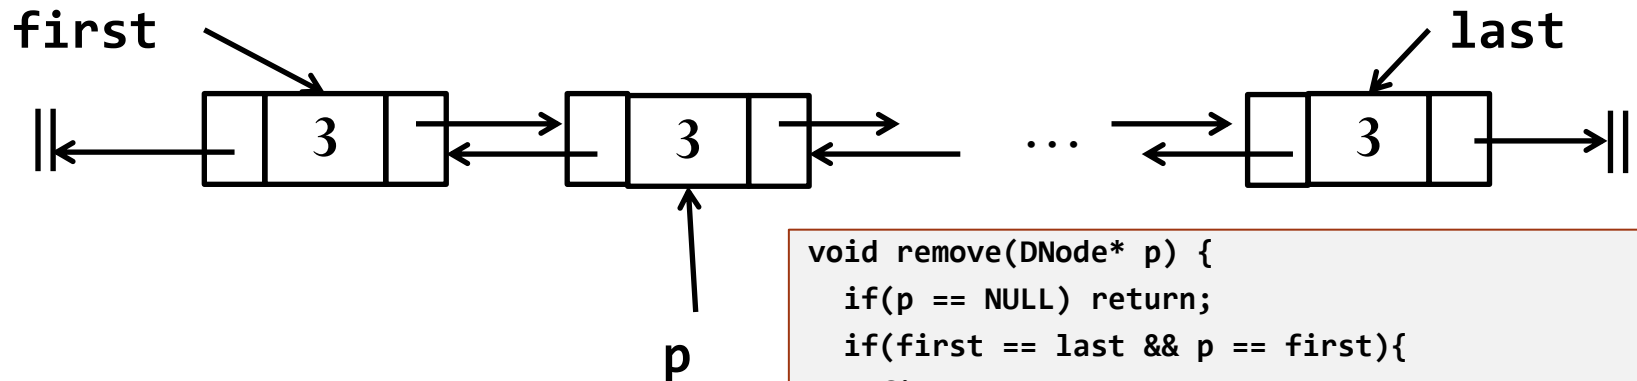 first
last
3
3
...
3
p
void remove(DNode* p) {
if(p == NULL) return;
if(first == last && p == first){